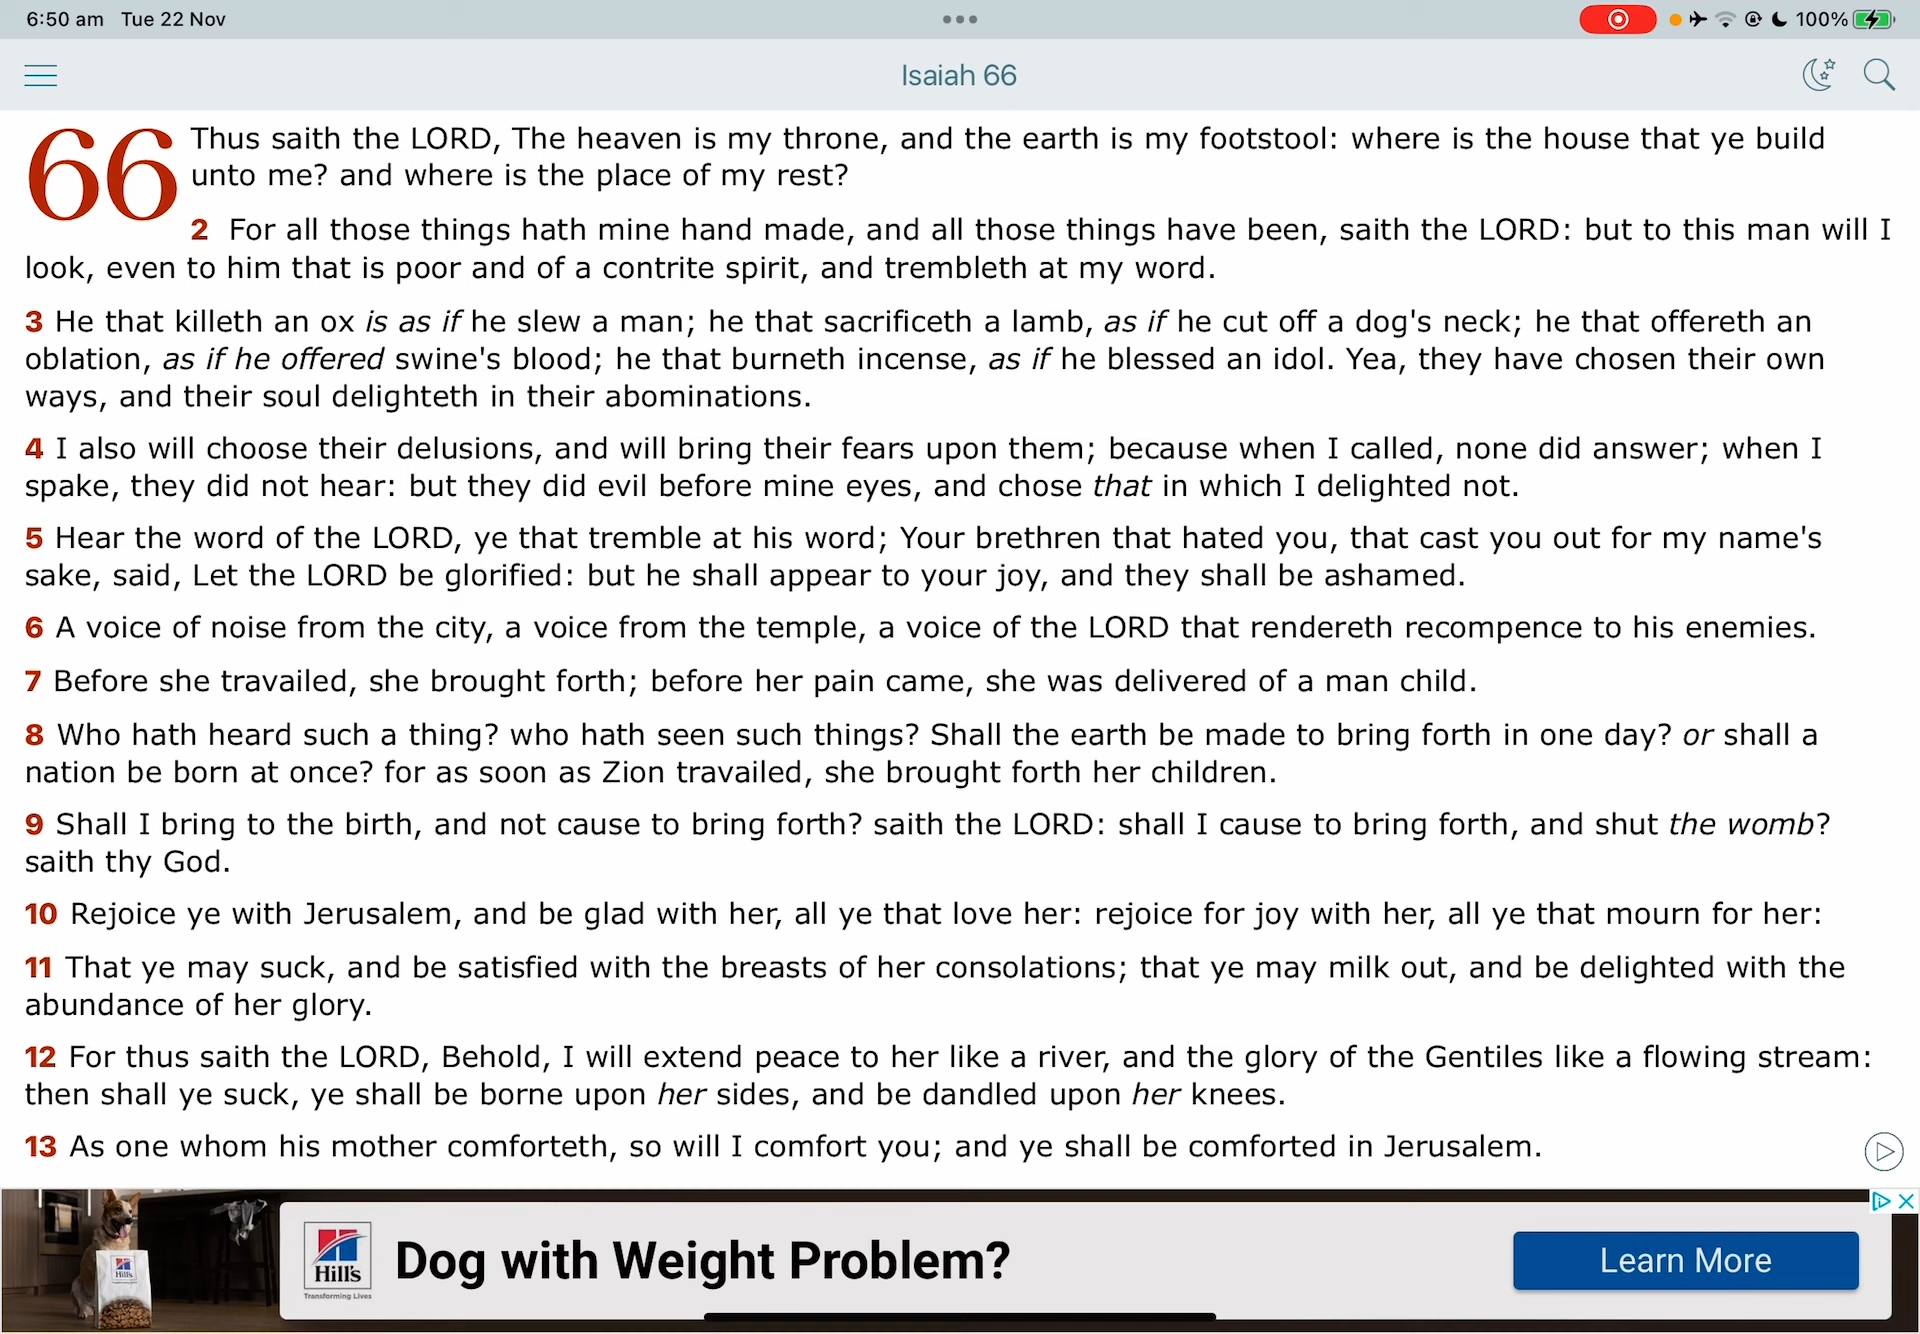 6:50 am Tue 22 Nov
100%
Isaiah 66
66 Thus saith the LORD, The heaven is my throne, and the earth is my footstool: where is the house that ye build
unto me? and where is the place of my rest?
2 For all those things hath mine hand made, and all those things have been, saith the LORD: but to this man will I
look, even to him that is poor and of a contrite spirit, and trembleth at my word.
3 He that killeth an ox is as if he slew a man; he that sacrificeth a lamb, as if he cut off a dog's neck; he that offereth an
oblation, as if he offered swine's blood; he that burneth incense, as if he blessed an idol. Yea, they have chosen their own
ways, and their soul delighteth in their abominations.
4 I also will choose their delusions, and will bring their fears upon them; because when I called, none did answer; when I
spake, they did not hear: but they did evil before mine eyes, and chose that in which I delighted not.
5 Hear the word of the LORD, ye that tremble at his word; Your brethren that hated you, that cast you out for my name's
sake, said, Let the LORD be glorified: but he shall appear to your joy, and they shall be ashamed.
6 A voice of noise from the city, a voice from the temple, a voice of the LORD that rendereth recompence to his enemies.
7 Before she travailed, she brought forth; before her pain came, she was delivered of a man child.
8 Who hath heard such a thing? who hath seen such things? Shall the earth be made to bring forth in one day? or shall a
nation be born at once? for as soon as Zion travailed, she brought forth her children.
9 Shall I bring to the birth, and not cause to bring forth? saith the LORD: shall I cause to bring forth, and shut the womb?
saith thy God.
10 Rejoice ye with Jerusalem, and be glad with her, all ye that love her: rejoice for joy with her, all ye that mourn for her:
11 That ye may suck, and be satisfied with the breasts of her consolations; that ye may milk out, and be delighted with the
abundance of her glory.
12 For thus saith the LORD, Behold, I will extend peace to her like a river, and the glory of the Gentiles like a flowing stream:
then shall ye suck, ye shall be borne upon her sides, and be dandled upon her knees.
13 As one whom his mother comforteth, so will I comfort you; and ye shall be comforted in Jerusalem.
Hill's
Hill's
Transforming Lives
Dog with Weight Problem?
Learn More